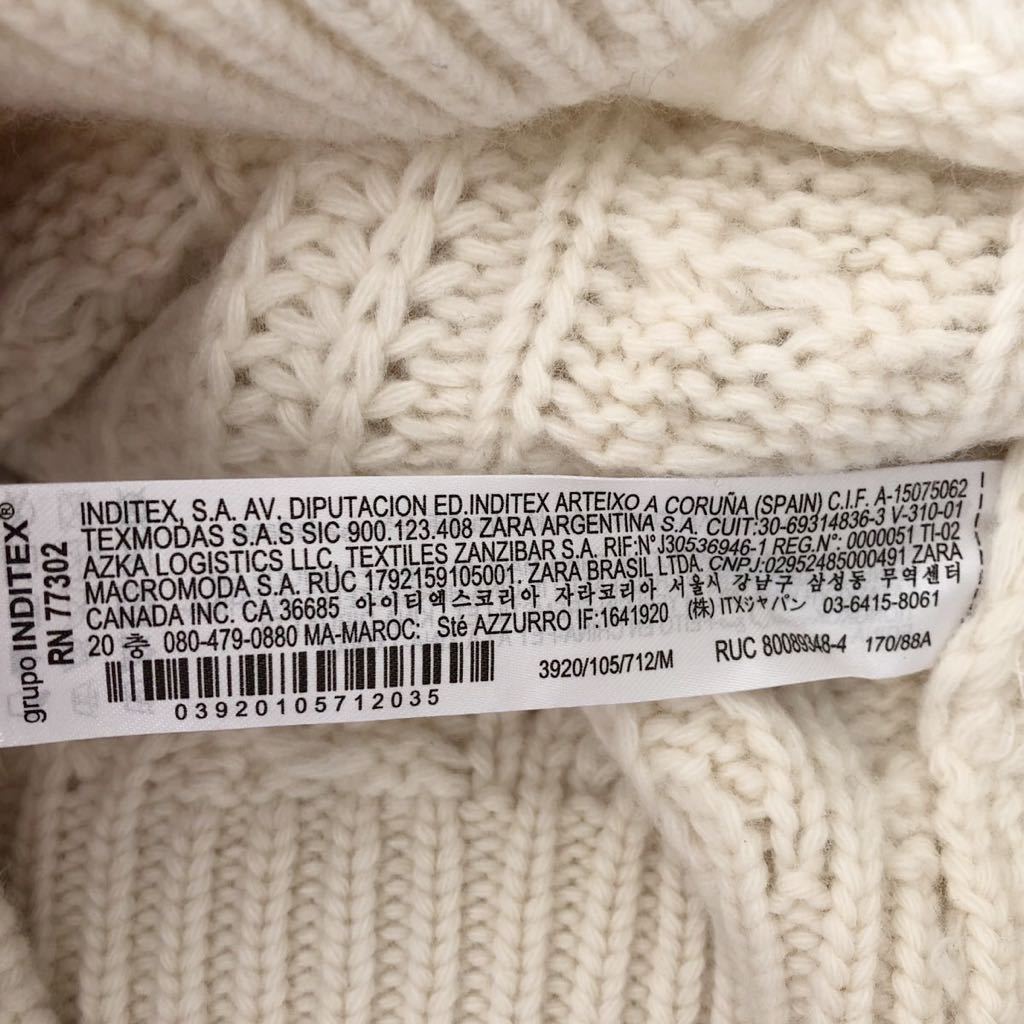 grupo INDITEX®
RN 77302
INDITEX, S.A. AV. DIPUTACION ED.INDITEX ARTEIXO A CORUÑA (SPAIN) C.I.F. A-15075062
TEXMODAS S.A.S SIC 900.123.408 ZARA ARGENTINA S.A. CUIT:30-69314836-3 V-310-01
AZKA LOGISTICS LLC, TEXTILES ZANZIBAR S.A. RIF:N°J30536946-1 REG.N°: 0000051 TI-02
MACROMODA S.A. RUC 1792159105001. ZARA BRASIL LTDA. CNPJ:02952485000491 ZARA
CANADA INC. CA 36685 아이티엑스코리아 자라코리아 서울시 강남구 삼성동 무역센터
20 층 080-479-0880 MA-MAROC: Sté AZZURRO IF:1641920 (株) ITXジャパン 03-6415-8061
3920/105/712/M RUC 80089948-4 170/88A
03920105712035